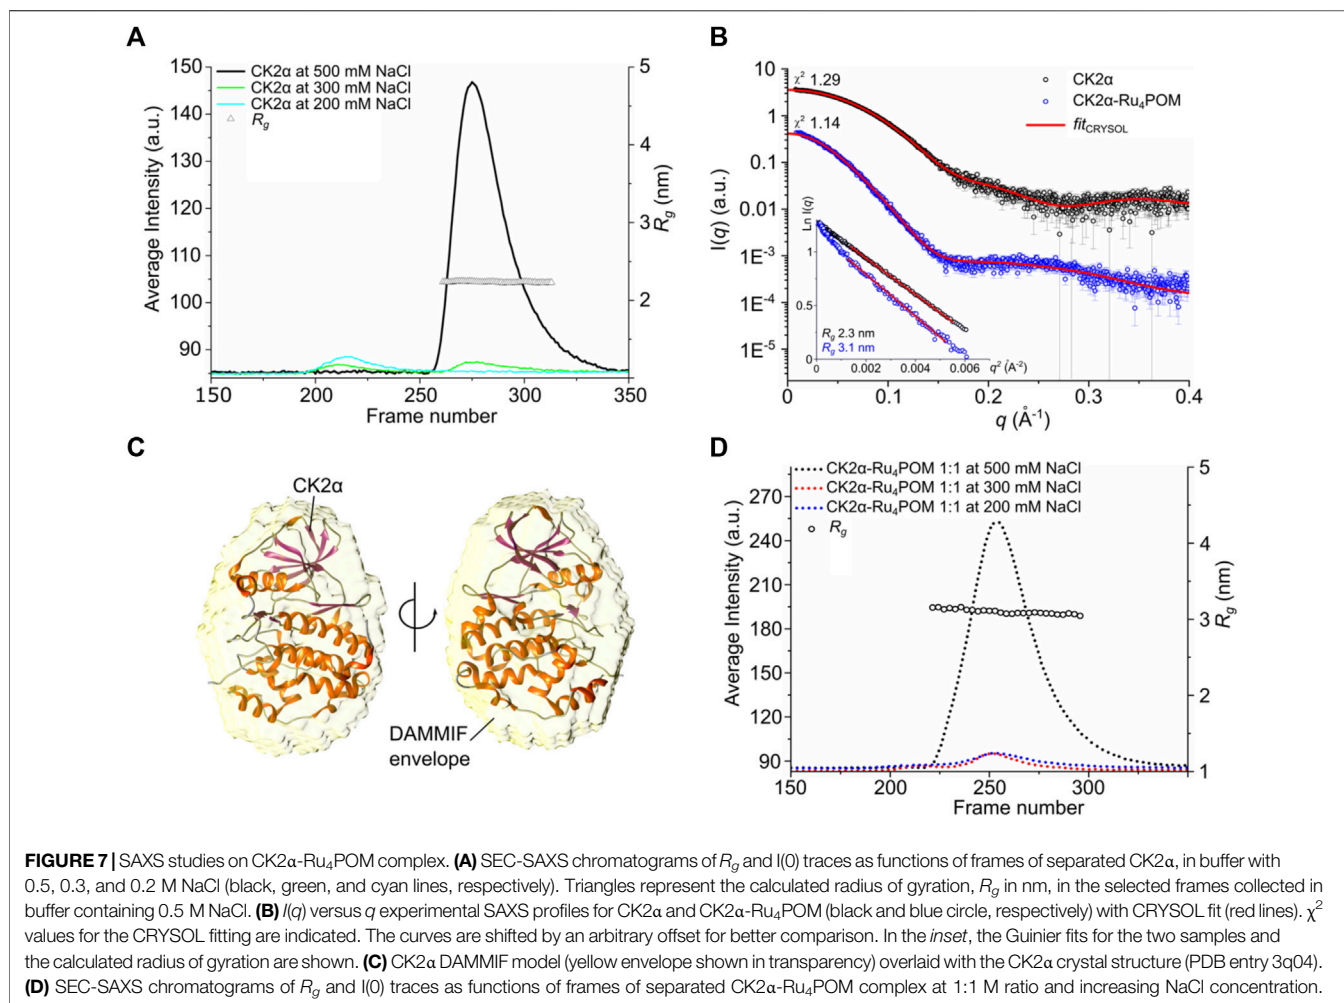 A
150
140
130
120
110
100
90
Average Intensity (a.u.)
CK2α at 500 mM NaCl
CK2α at 300 mM NaCl
CK2α at 200 mM NaCl
Rg
5
4
3
2
Rg (nm)
150 200 250 300 350
Frame number
B
10
1
0.1
0.01
1E-3
1E-4
1E-5
I(q) (a.u.)
χ² 1.29
χ² 1.14
CK2α
CK2α-Ru₄POM
fitCRYSOL
Ln I(q)
1
0.5
0
Rg 2.3 nm
Rg 3.1 nm
0 0.002 0.004 0.006 q² (Å⁻²)
0 0.1 0.2 0.3 0.4
q (Å⁻¹)
C
CK2α
DAMMIF
envelope
D
270
240
210
180
150
120
90
Average Intensity (a.u.)
CK2α-Ru₄POM 1:1 at 500 mM NaCl
CK2α-Ru₄POM 1:1 at 300 mM NaCl
CK2α-Ru₄POM 1:1 at 200 mM NaCl
Rg
5
4
3
2
1
Rg (nm)
150 200 250 300
Frame number
FIGURE 7 | SAXS studies on CK2α-Ru₄POM complex. (A) SEC-SAXS chromatograms of Rg and I(0) traces as functions of frames of separated CK2α, in buffer with
0.5, 0.3, and 0.2 M NaCl (black, green, and cyan lines, respectively). Triangles represent the calculated radius of gyration, Rg in nm, in the selected frames collected in
buffer containing 0.5 M NaCl. (B) I(q) versus q experimental SAXS profiles for CK2α and CK2α-Ru₄POM (black and blue circle, respectively) with CRYSOL fit (red lines). χ²
values for the CRYSOL fitting are indicated. The curves are shifted by an arbitrary offset for better comparison. In the inset, the Guinier fits for the two samples and
the calculated radius of gyration are shown. (C) CK2α DAMMIF model (yellow envelope shown in transparency) overlaid with the CK2α crystal structure (PDB entry 3q04).
(D) SEC-SAXS chromatograms of Rg and I(0) traces as functions of frames of separated CK2α-Ru₄POM complex at 1:1 M ratio and increasing NaCl concentration.